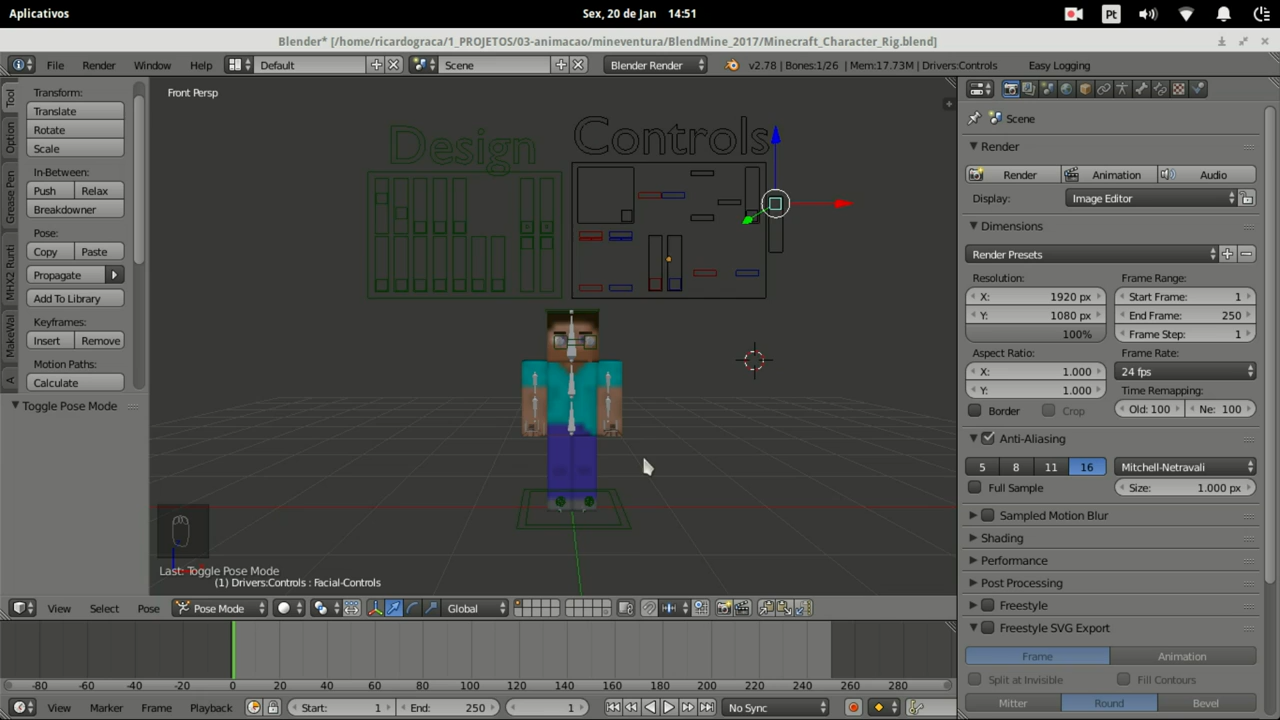 Aplicativos
Sex, 20 de Jan 14:51
Pt
Blender* [/home/ricardograca/1_PROJETOS/03-animacao/mineventura/BlendMine_2017/Minecraft_Character_Rig.blend]
File Render Window Help Default Scene Blender Render v2.78 | Bones:1/26 | Mem:17.73M | Drivers:Controls Easy Logging
Tool
Option
Grease Pen
MHX2 Runti
MakeWal
A
Transform:
Translate
Rotate
Scale
In-Between:
Push Relax
Breakdowner
Pose:
Copy Paste
Propagate
Add To Library
Keyframes:
Insert Remove
Motion Paths:
Calculate
Toggle Pose Mode
Front Persp
Design
Controls
Last: Toggle Pose Mode
(1) Drivers:Controls : Facial-Controls
View Select Pose Pose Mode Global
-80 -60 -40 -20 0 20 40 60 80 100 120 140 160 180 200 220 240 260 280
View Marker Frame Playback Start: 1 End: 250 1 No Sync
Scene
Render
Render Animation Audio
Display: Image Editor
Dimensions
Render Presets
Resolution: Frame Range:
X: 1920 px Start Frame: 1
Y: 1080 px End Frame: 250
100% Frame Step: 1
Aspect Ratio: Frame Rate:
X: 1.000 24 fps
Y: 1.000 Time Remapping:
Border Crop Old: 100 Ne: 100
Anti-Aliasing
5 8 11 16 Mitchell-Netravali
Full Sample Size: 1.000 px
Sampled Motion Blur
Shading
Performance
Post Processing
Freestyle
Freestyle SVG Export
Frame Animation
Split at Invisible Fill Contours
Mitter Round Bevel